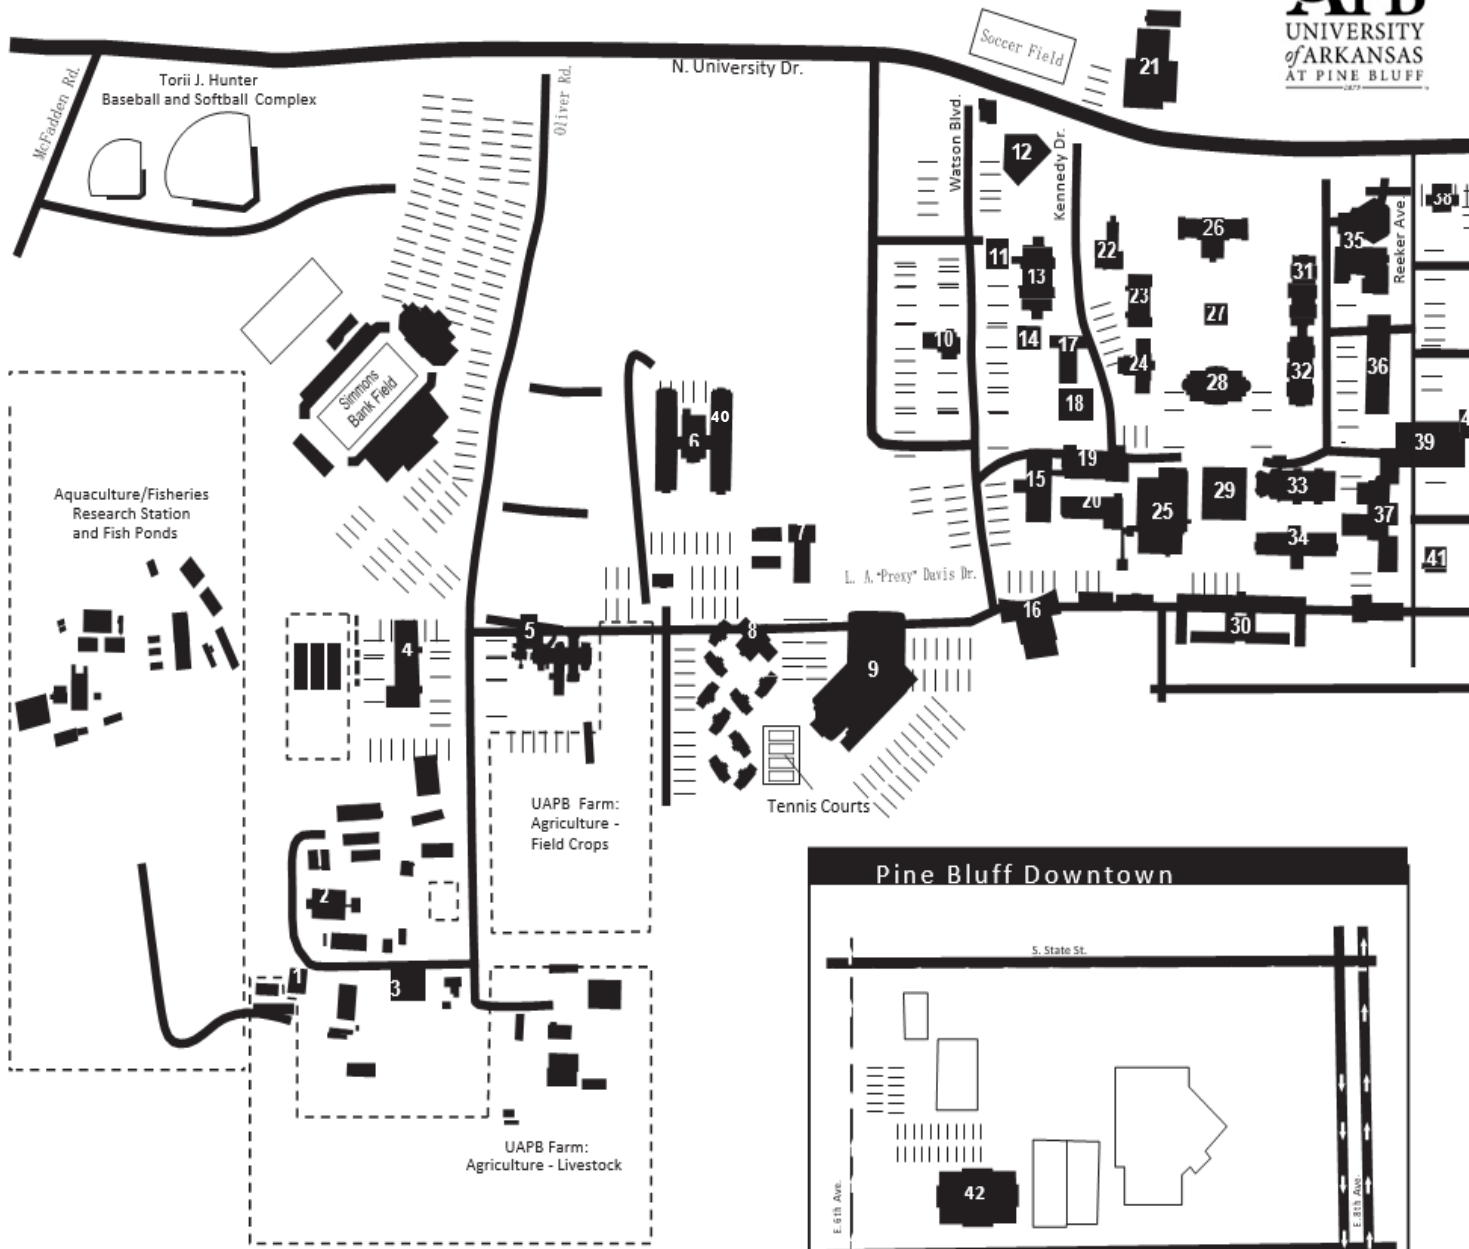 UNIVERSITY
of ARKANSAS
AT PINE BLUFF
1873
Soccer Field
21
N. University Dr.
McFadden Rd.
Torii J. Hunter
Baseball and Softball Complex
Oliver Rd.
Watson Blvd.
12
Kennedy Dr.
Reeker Ave.
38
26
35
22
11
13
31
23
27
10
14
17
24
28
32
36
18
Simmons
Bank Field
40
6
39
19
15
20
25
29
33
37
34
41
7
Aquaculture/Fisheries
Research Station
and Fish Ponds
L. A. "Prexy" Davis Dr.
16
30
5
8
4
9
Tennis Courts
UAPB Farm:
Agriculture -
Field Crops
1
2
1
3
UAPB Farm:
Agriculture - Livestock
Pine Bluff Downtown
S. State St.
E. 6th Ave.
E. 8th Ave.
42